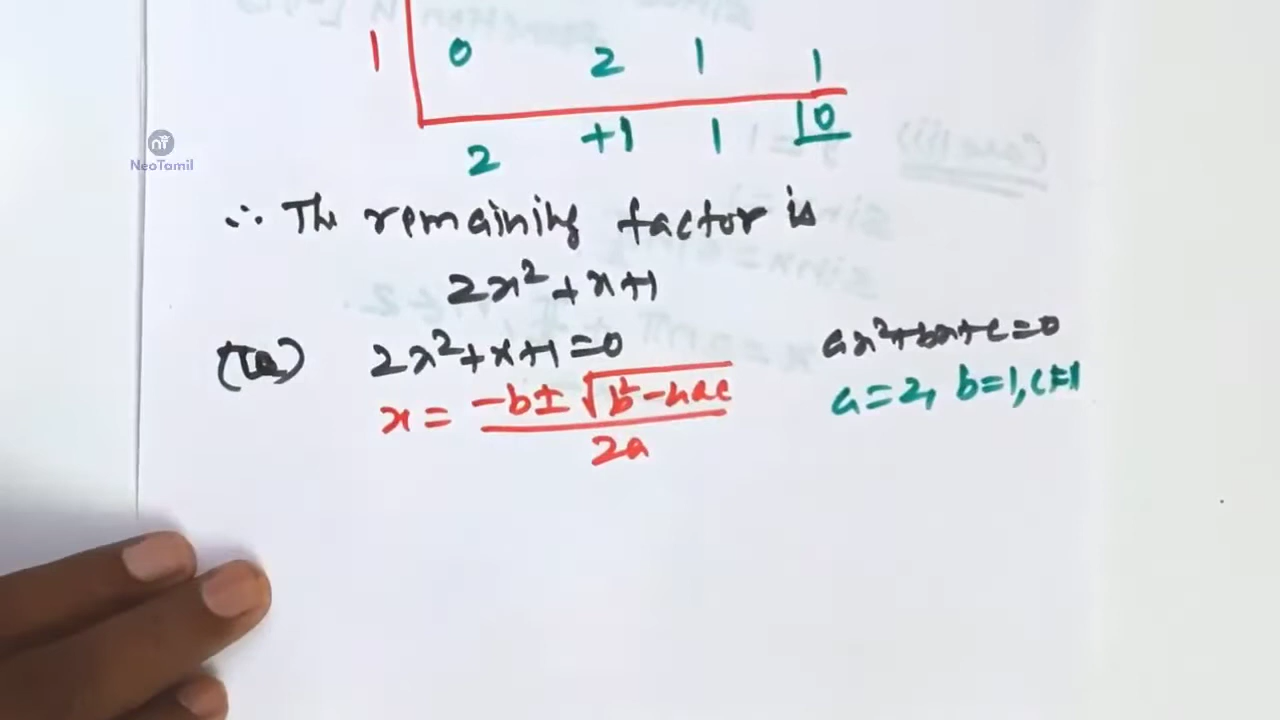 1 0 2 1 1
2 +1 1 0
NeoTamil
∴ The remaining factor is
2x²+x+1
(ie) 2x²+x+1=0 ax²+bx+c=0
x = -b±√b²-4ac / 2a a=2, b=1, c=1